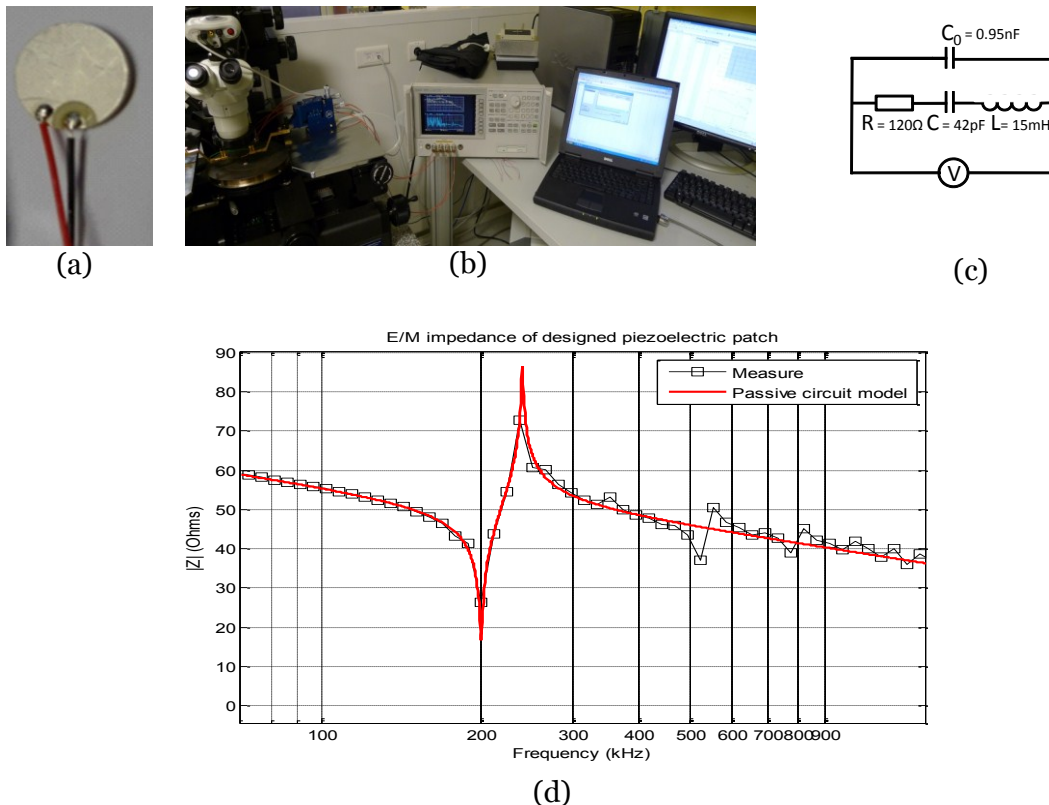 (a)
(b)
C0 = 0.95nF
R = 120Ω C = 42pF L = 15mH
V
(c)
E/M impedance of designed piezoelectric patch
Measure
Passive circuit model
90
80
70
60
50
40
30
20
10
0
|Z| (Ohms)
100 200 300 400 500 600 700 800 900
Frequency (kHz)
(d)